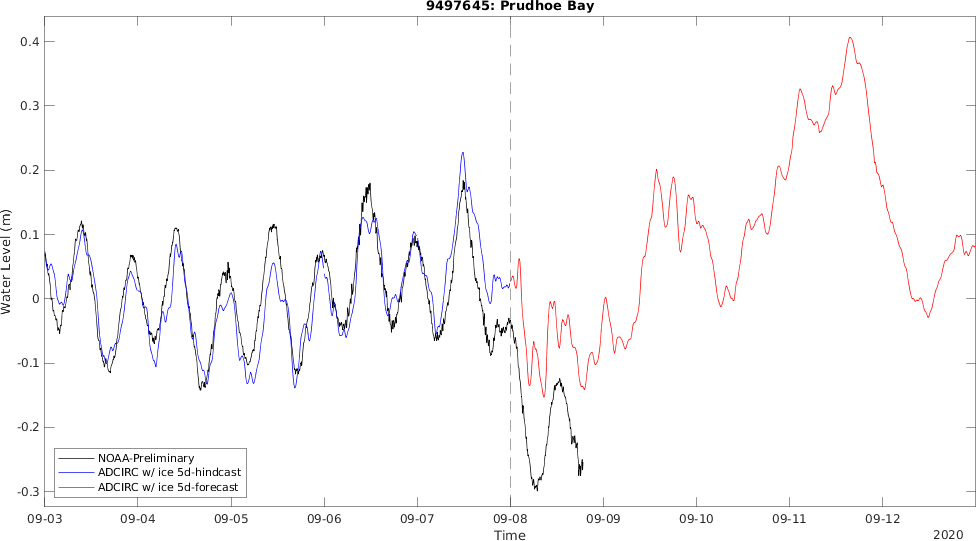 9497645: Prudhoe Bay
0.4
0.3
0.2
0.1
0
-0.1
-0.2
-0.3
Water Level (m)
NOAA-Preliminary
ADCIRC w/ ice 5d-hindcast
ADCIRC w/ ice 5d-forecast
09-03 09-04 09-05 09-06 09-07 09-08 09-09 09-10 09-11 09-12
Time
2020